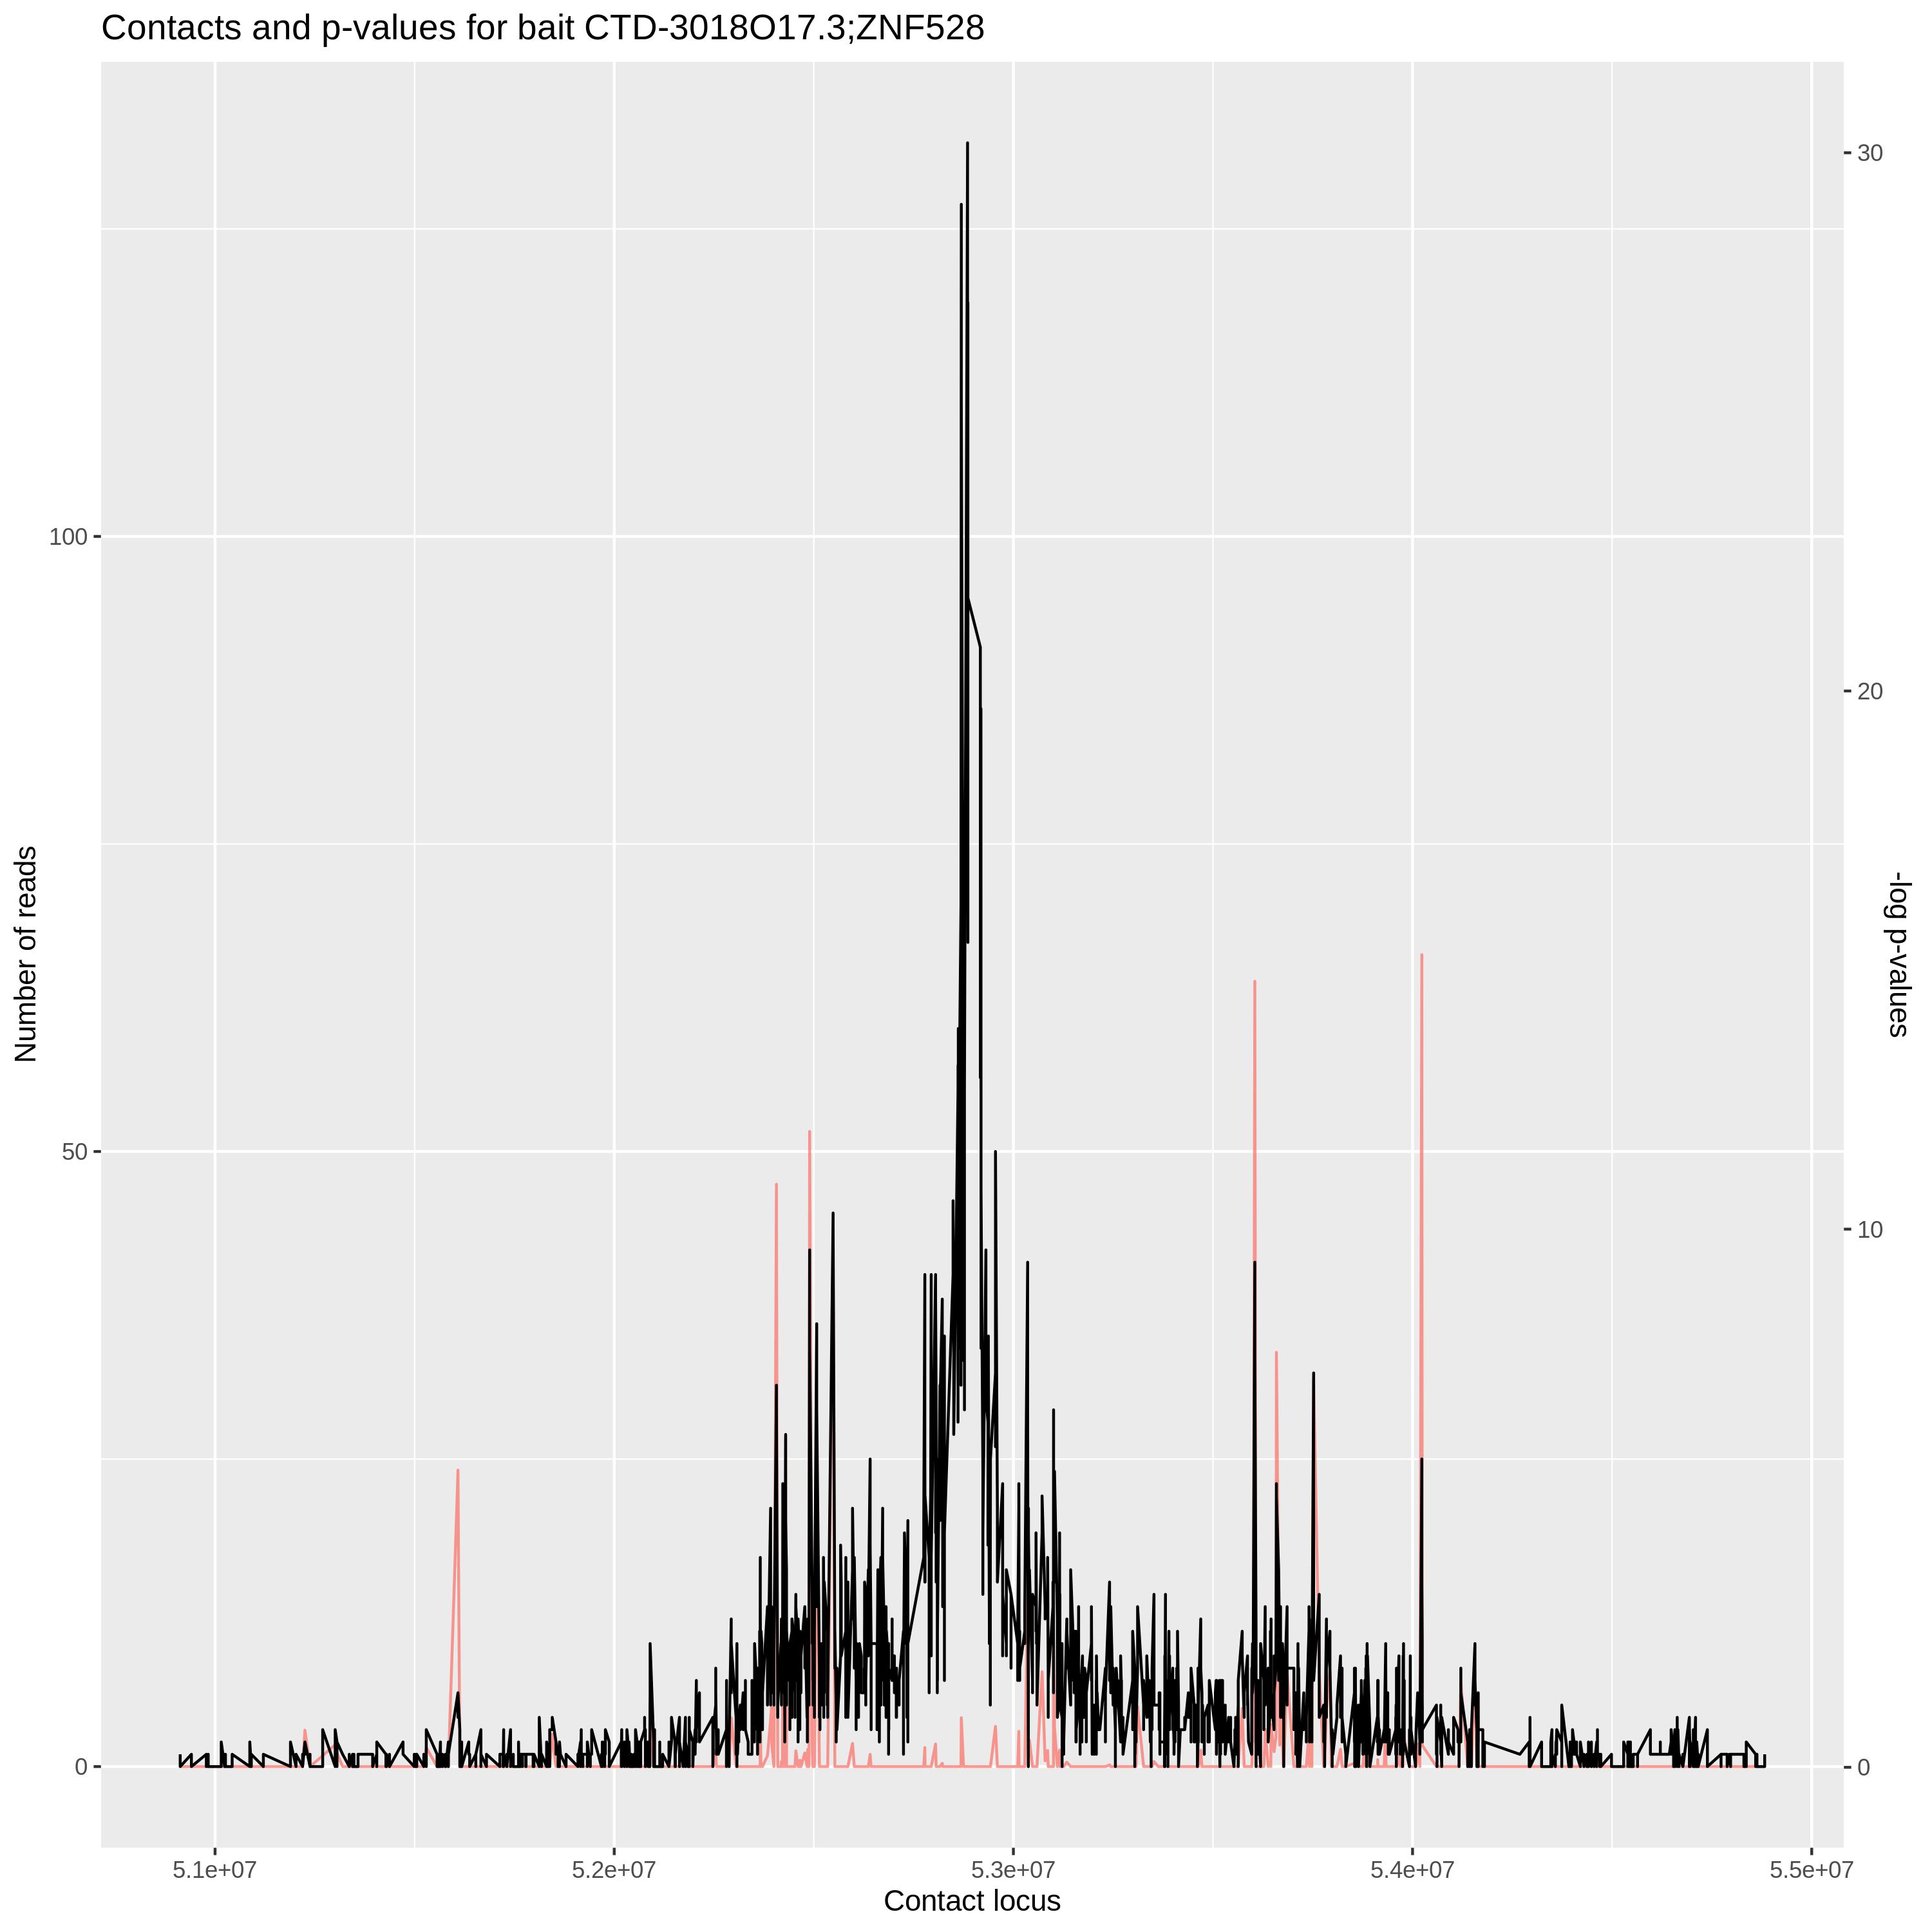 Contacts and p-values for bait CTD-3018O17.3;ZNF528
Number of reads
100
50
0
30
20
10
0
-log p-values
5.1e+07
5.2e+07
5.3e+07
5.4e+07
5.5e+07
Contact locus